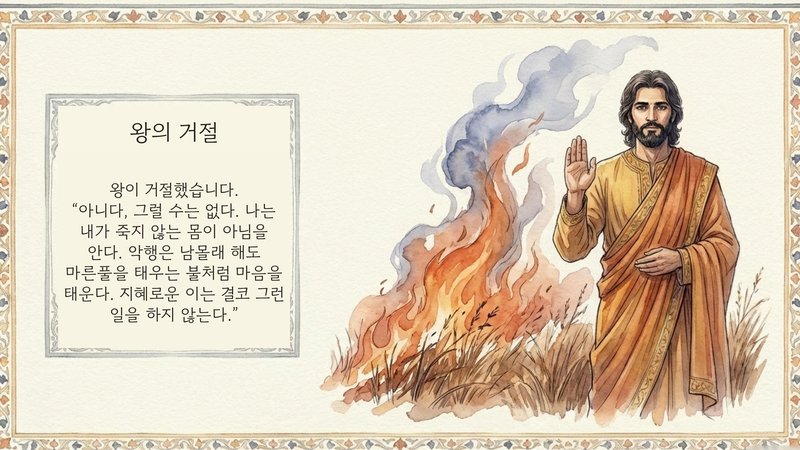 왕의 거절
왕이 거절했습니다.
“아니다, 그럴 수는 없다. 나는
내가 죽지 않는 몸이 아님을
안다. 악행은 남몰래 해도
마른풀을 태우는 불처럼 마음을
태운다. 지혜로운 이는 결코 그런
일을 하지 않는다.”